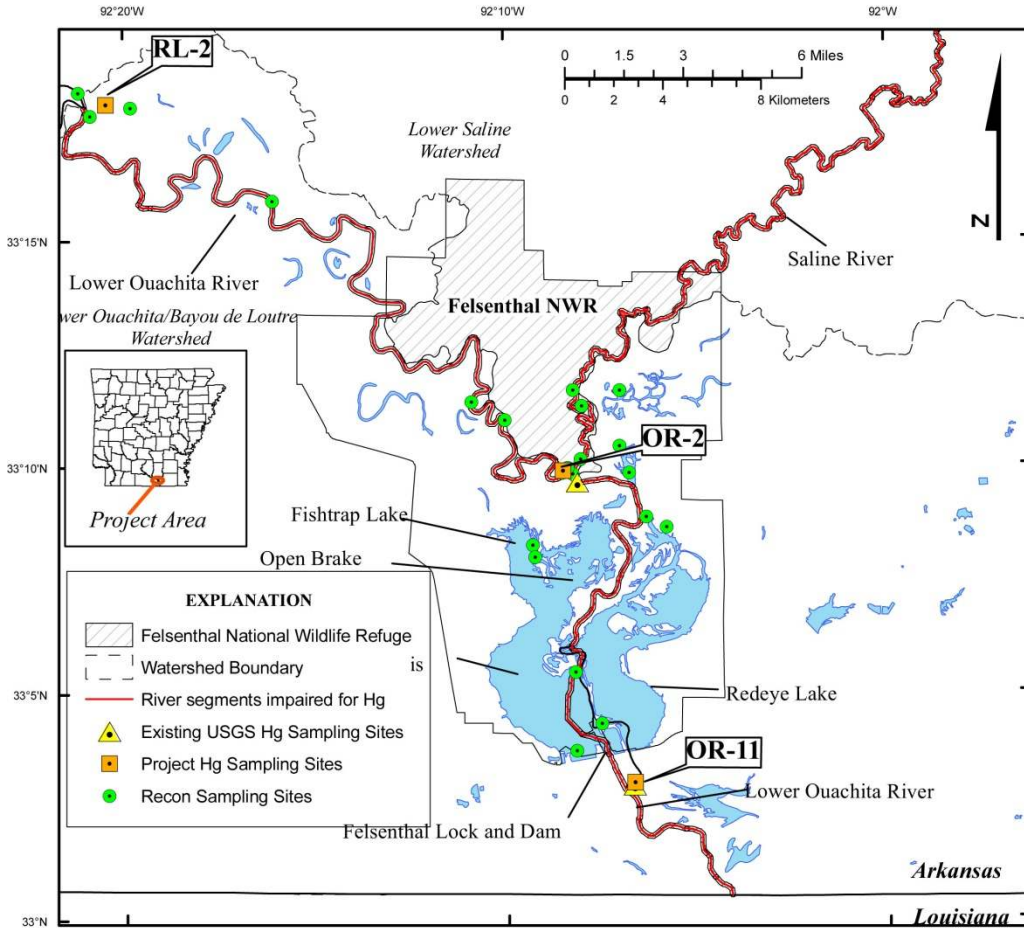 92°20'W
92°10'W
92°W
RL-2
0 1.5 3 6 Miles
0 2 4 8 Kilometers
Lower Saline
Watershed
Z
33°15'N
Saline River
Lower Ouachita River
Felsenthal NWR
wer Ouachita/Bayou de Loutre
Watershed
OR-2
33°10'N
Project Area
Fishtrap Lake
Open Brake
EXPLANATION
Felsenthal National Wildlife Refuge
Watershed Boundary
is
River segments impaired for Hg
33°5'N
Redeye Lake
Existing USGS Hg Sampling Sites
Project Hg Sampling Sites
OR-11
Recon Sampling Sites
Lower Ouachita River
Felsenthal Lock and Dam
Arkansas
33°N
Louisiana